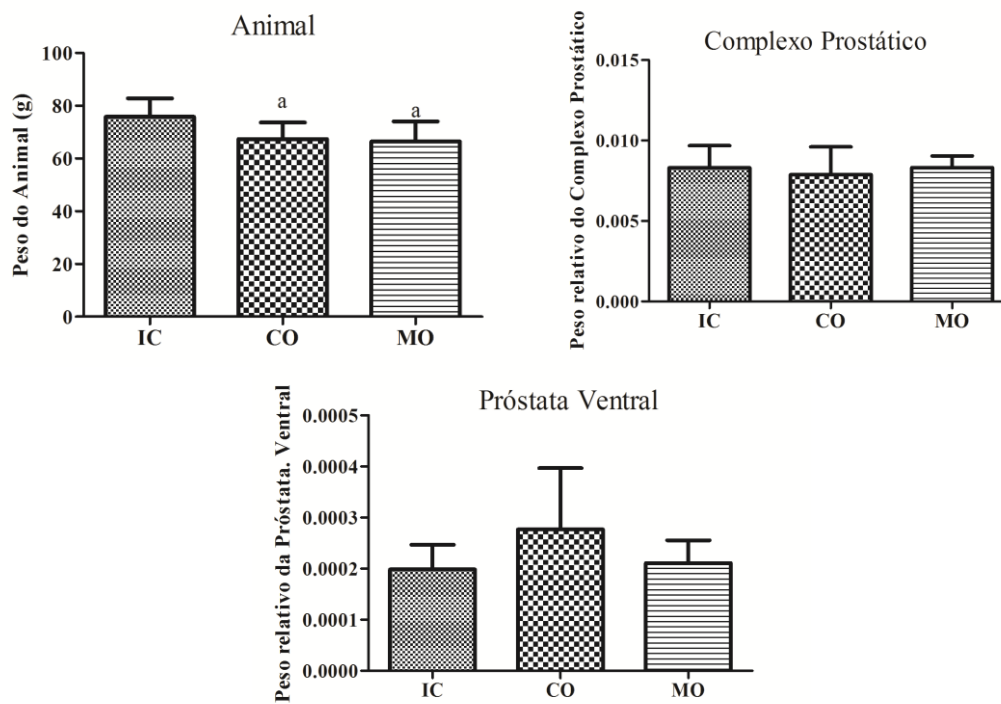 Animal
Peso do Animal (g)
100
80
60
40
20
0
a
a
IC
CO
MO
Complexo Prostático
Peso relativo do Complexo Prostático
0.015
0.010
0.005
0.000
IC
CO
MO
Próstata Ventral
Peso relativo da Próstata. Ventral
0.0005
0.0004
0.0003
0.0002
0.0001
0.0000
IC
CO
MO